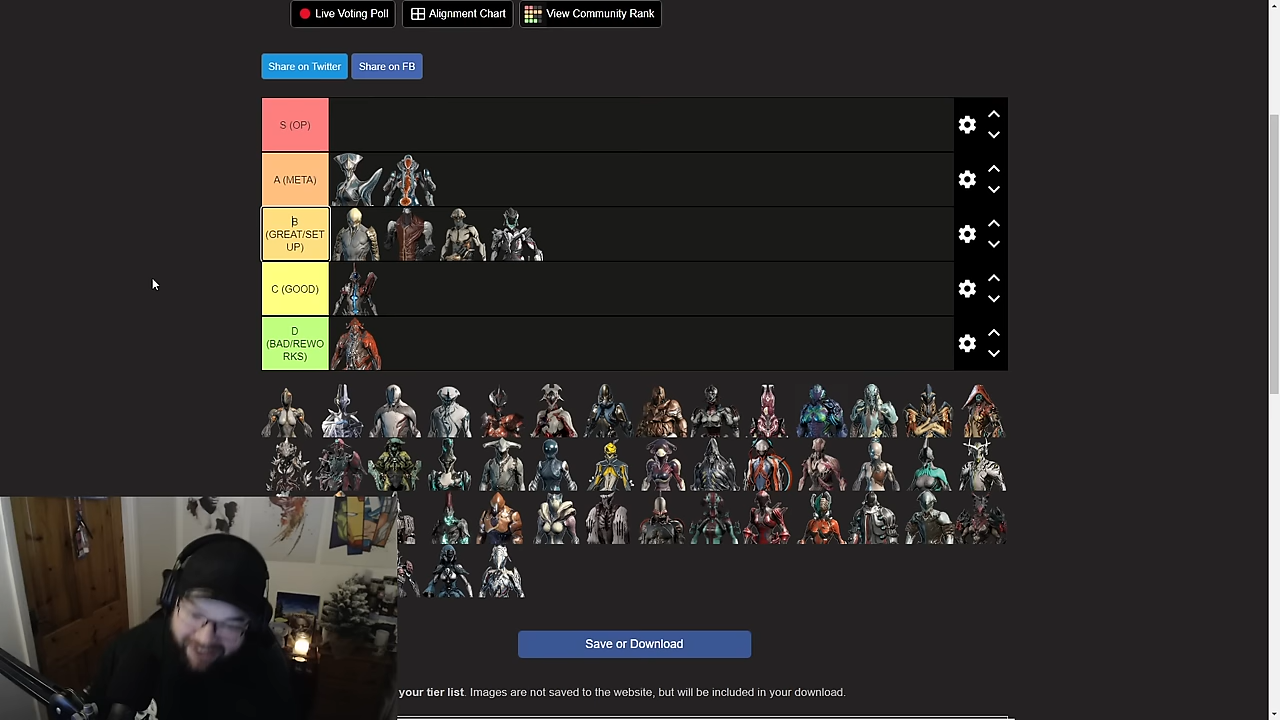 Live Voting Poll
Alignment Chart
View Community Rank
Share on Twitter
Share on FB
S (OP)
A (META)
B
(GREAT/SET
UP)
C (GOOD)
D
(BAD/REWO
RKS)
Save or Download
your tier list. Images are not saved to the website, but will be included in your download.